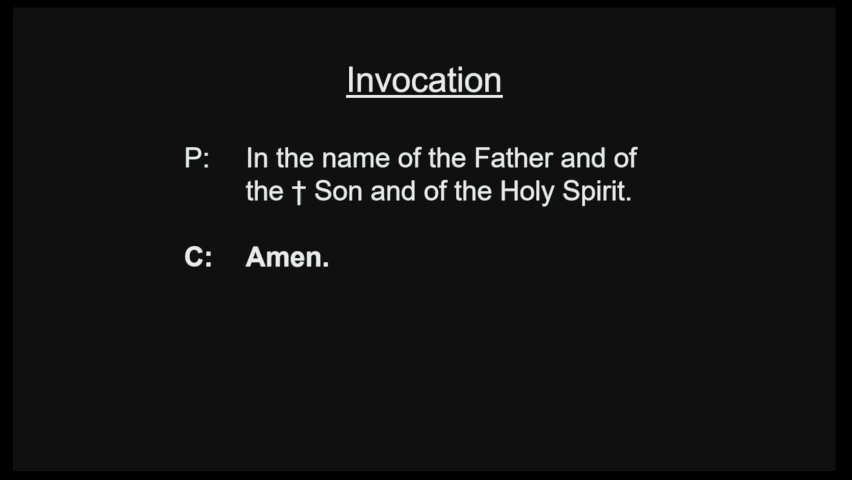 Invocation
P: In the name of the Father and of
the † Son and of the Holy Spirit.
C: Amen.